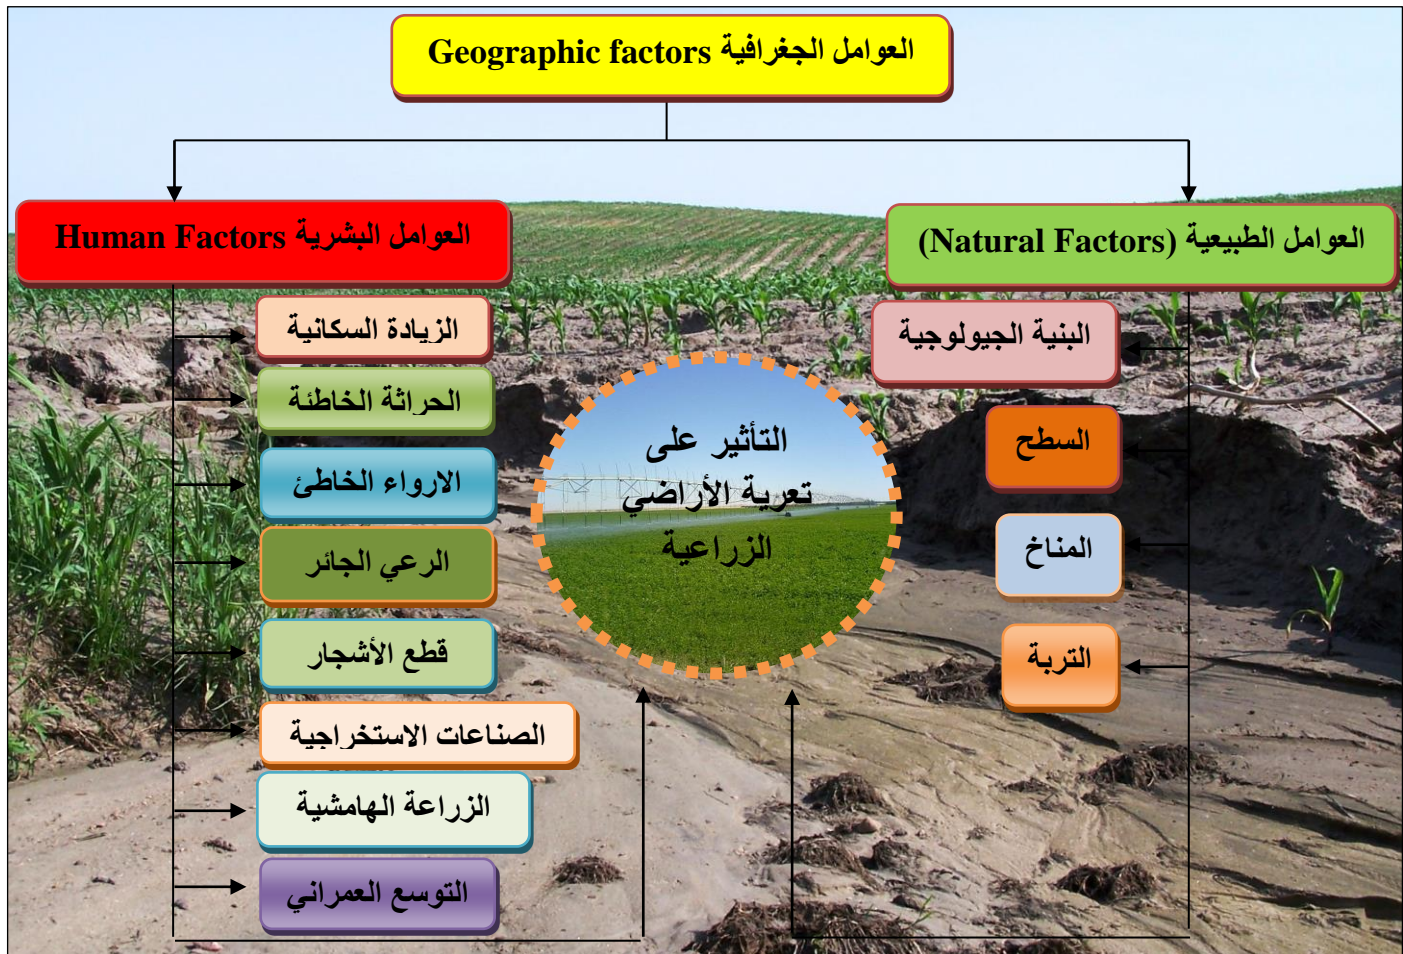 العوامل الجغرافية Geographic factors
العوامل الطبيعية (Natural Factors)
البنية الجيولوجية
السطح
المناخ
التربة
العوامل البشرية Human Factors
الزيادة السكانية
الحراثة الخاطئة
الارواء الخاطئ
الرعي الجائر
قطع الأشجار
الصناعات الاستخراجية
الزراعة الهامشية
التوسع العمراني
التأثير على
تعرية الأراضي
الزراعية